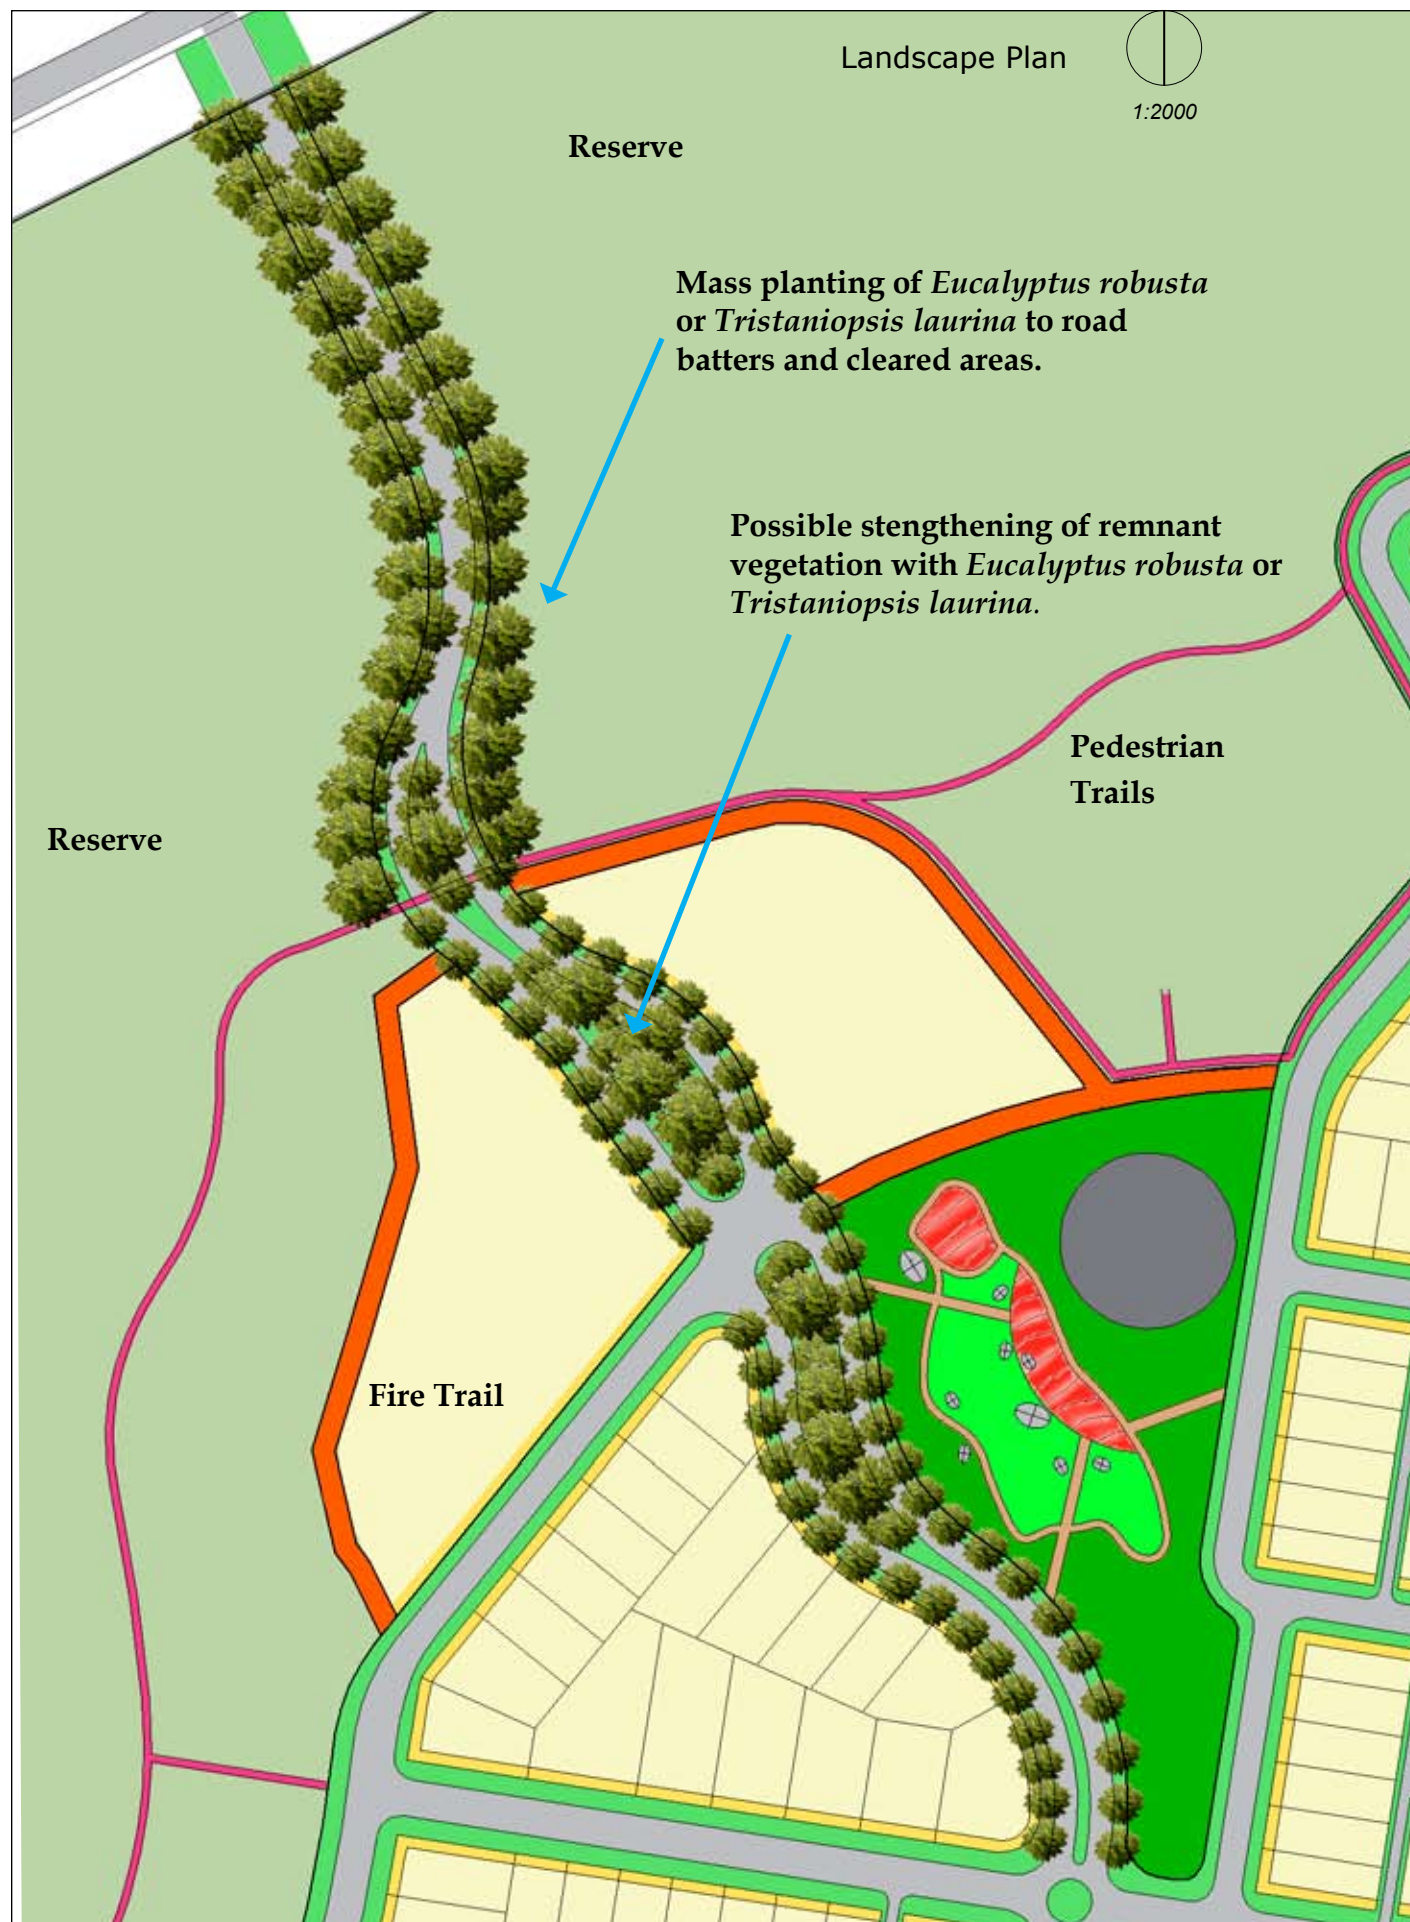 Landscape Plan
1:2000
Reserve
Mass planting of Eucalyptus robusta
or Tristaniopsis laurina to road
batters and cleared areas.
Possible stengthening of remnant
vegetation with Eucalyptus robusta or
Tristaniopsis laurina.
Pedestrian
Trails
Reserve
Fire Trail